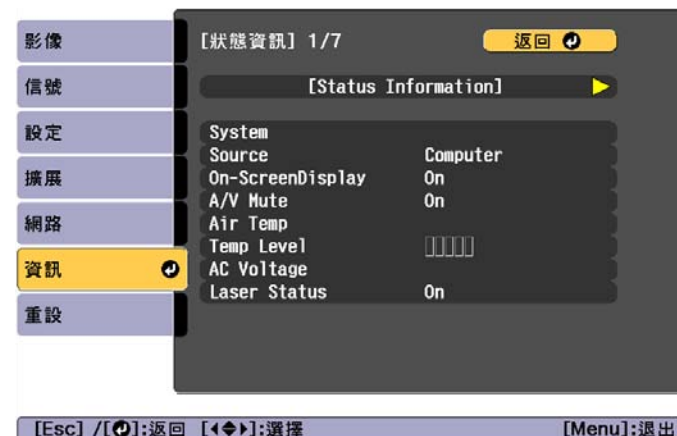 影像
信號
設定
擴展
網路
資訊
重設
[狀態資訊] 1/7
返回
[Status Information]
System
Source Computer
On-ScreenDisplay On
A/V Mute On
Air Temp
Temp Level
AC Voltage
Laser Status On
[Esc] /[⏎]:返回 [◀◆▶]:選擇 [Menu]:退出